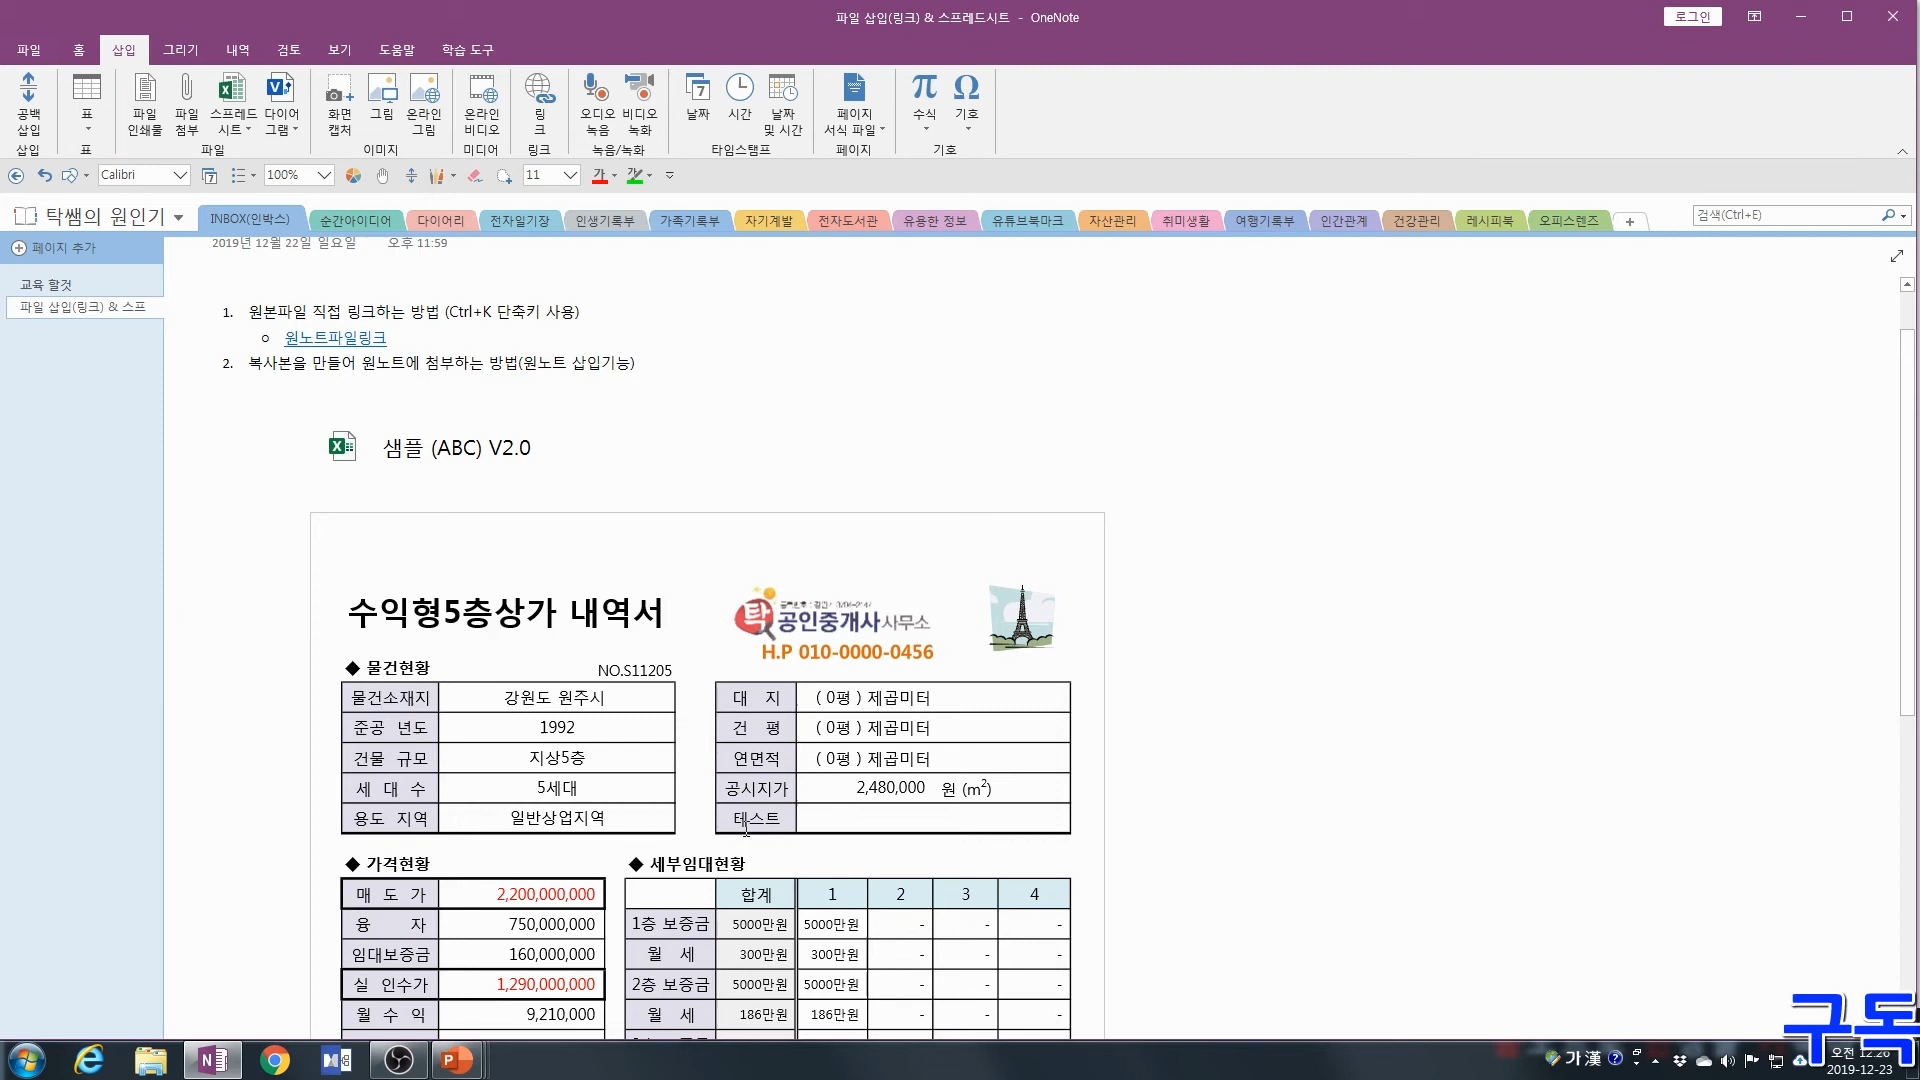 파일 삽입(링크) & 스프레드시트 - OneNote
로그인
파일 홈 삽입 그리기 내역 검토 보기 도움말 학습 도구
공백 삽입
표
파일 인쇄물
파일 첨부
스프레드 시트
다이어 그램
화면 캡처
그림
온라인 그림
온라인 비디오
링 크
오디오 녹음
비디오 녹화
날짜
시간
날짜 및 시간
페이지 서식 파일
수식
기호
삽입 표 파일 이미지 미디어 링크 녹음/녹화 타임스탬프 페이지 기호
Calibri 100% 11 가
탁쌤의 원인기
INBOX(인박스) 순간아이디어 다이어리 전자일기장 인생기록부 가족기록부 자기계발 전자도서관 유용한 정보 유튜브북마크 자산관리 취미생활 여행기록부 인간관계 건강관리 레시피북 오피스렌즈 +
검색(Ctrl+E)
페이지 추가
교육 할것
파일 삽입(링크) & 스프
2019년 12월 22일 일요일 오후 11:59
1. 원본파일 직접 링크하는 방법 (Ctrl+K 단축키 사용)
원노트파일링크
2. 복사본을 만들어 원노트에 첨부하는 방법(원노트 삽입기능)
샘플 (ABC) V2.0
수익형5층상가 내역서
탁 공인중개사사무소
H.P 010-0000-0456
◆ 물건현황 NO.S11205
물건소재지 강원도 원주시
준공 년도 1992
건물 규모 지상5층
세 대 수 5세대
용도 지역 일반상업지역
대 지 ( 0평 ) 제곱미터
건 평 ( 0평 ) 제곱미터
연면적 ( 0평 ) 제곱미터
공시지가 2,480,000 원 (m²)
테스트
◆ 가격현황
매 도 가 2,200,000,000
융 자 750,000,000
임대보증금 160,000,000
실 인수가 1,290,000,000
월 수 익 9,210,000
◆ 세부임대현황
합계 1 2 3 4
1층 보증금 5000만원 5000만원 - - -
월 세 300만원 300만원 - - -
2층 보증금 5000만원 5000만원 - - -
월 세 186만원 186만원 - - -
구독
가 漢
오전 12:26
2019-12-23